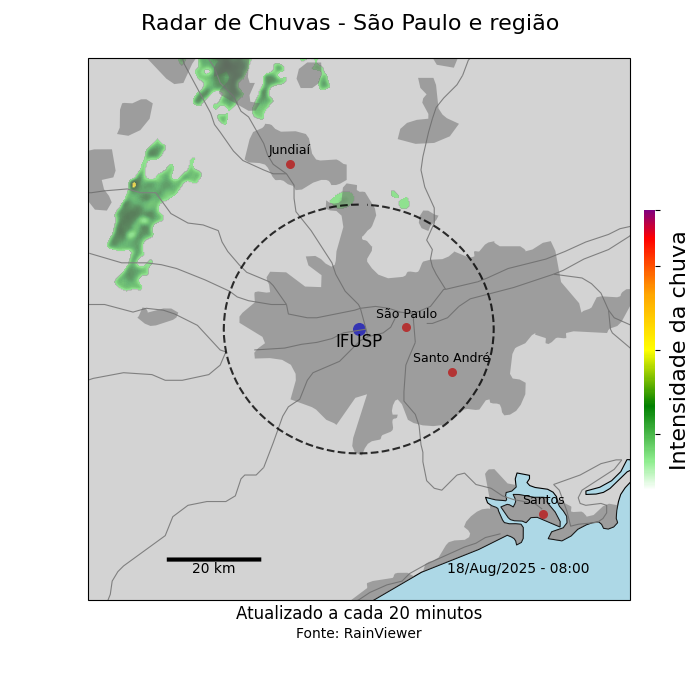 Radar de Chuvas - São Paulo e região
Jundiaí
São Paulo
IFUSP
Santo André
Intensidade da chuva
Santos
20 km
18/Aug/2025 - 08:00
Atualizado a cada 20 minutos
Fonte: RainViewer